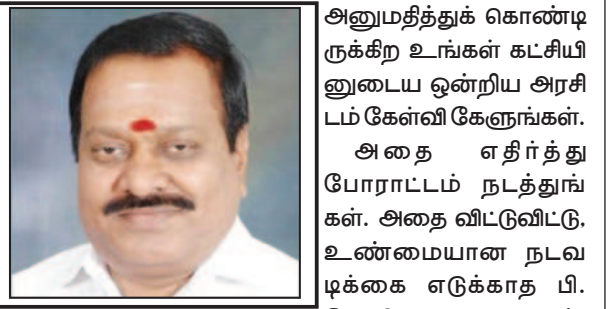 அனுமதித்துக் கொண்டி
ருக்கிற உங்கள் கட்சியி
னுடைய ஒன்றிய அரசி
டம் கேள்வி கேளுங்கள்.
அதை எதிர்த்து
போராட்டம் நடத்துங்
கள். அதை விட்டுவிட்டு,
உண்மையான நடவ
டிக்கை எடுக்காத பி.